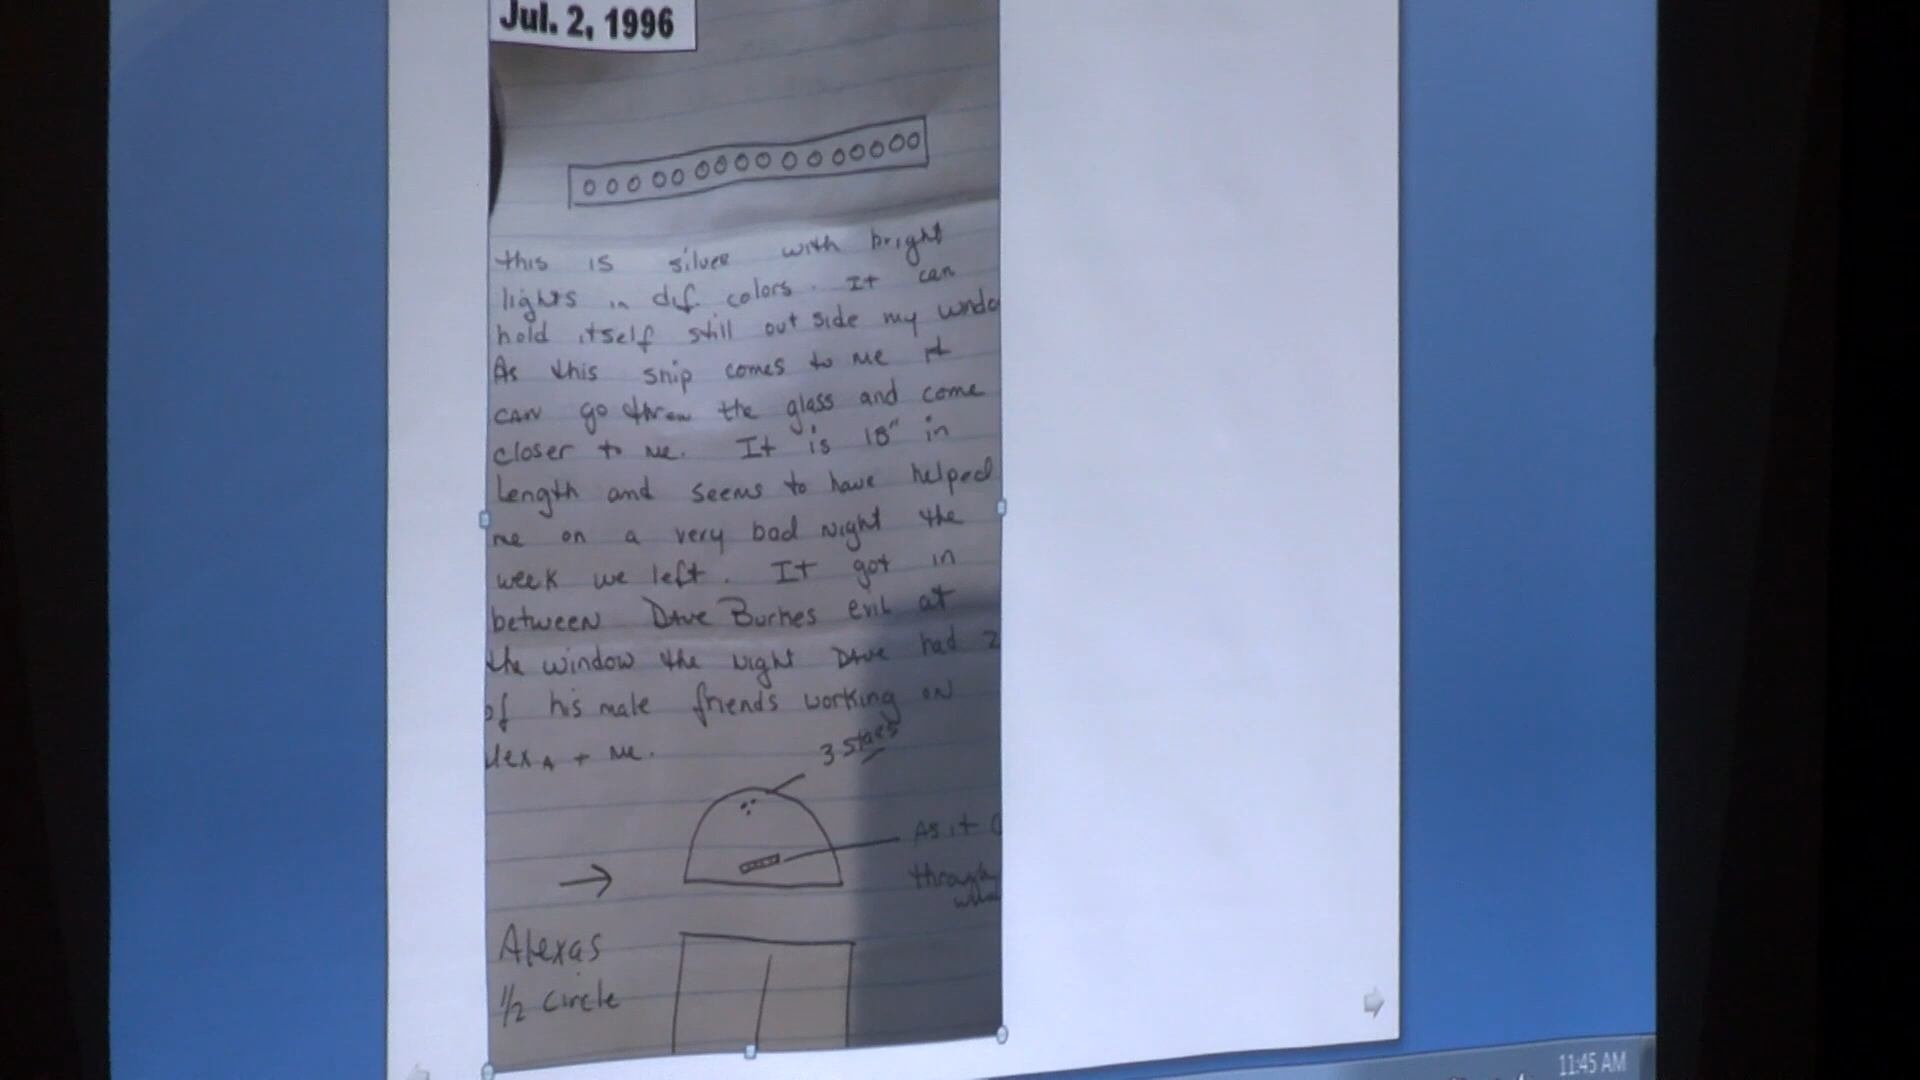 Jul. 2, 1996
this is silver with bright
lights in dif. colors. It can
hold itself still out side my windo
As this ship comes to me it
can go threw the glass and come
closer to me. It is 18" in
Length and seems to have helped
me on a very bad night the
week we left. It got in
between Dave Burkes evil at
the window the night Dave had 2
of his male friends working on
lexa + me.
3 stars
As it
through
Alexas
1/2 circle
11:45 AM